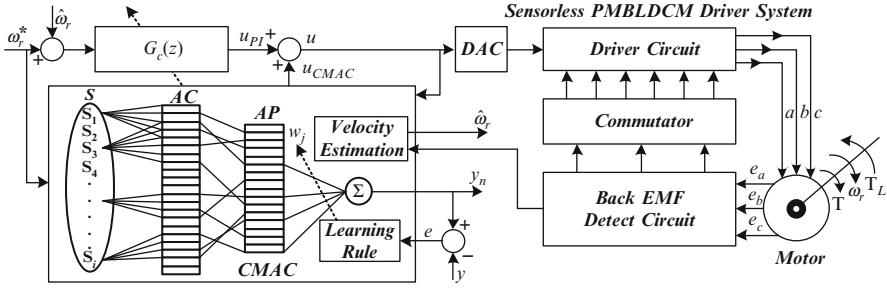 Sensorless PMBLDCM Driver System
ω̂r
ωr*
+
-
Gc(z)
uPI
+
+
u
uCMAC
DAC
Driver Circuit
a b c
Commutator
Back EMF
Detect Circuit
ea
eb
ec
T ωr TL
Motor
S
S1
S2
S3
S4
Si
AC
AP
wj
CMAC
Velocity
Estimation
ω̂r
Σ
yn
Learning
Rule
e
+
−
y